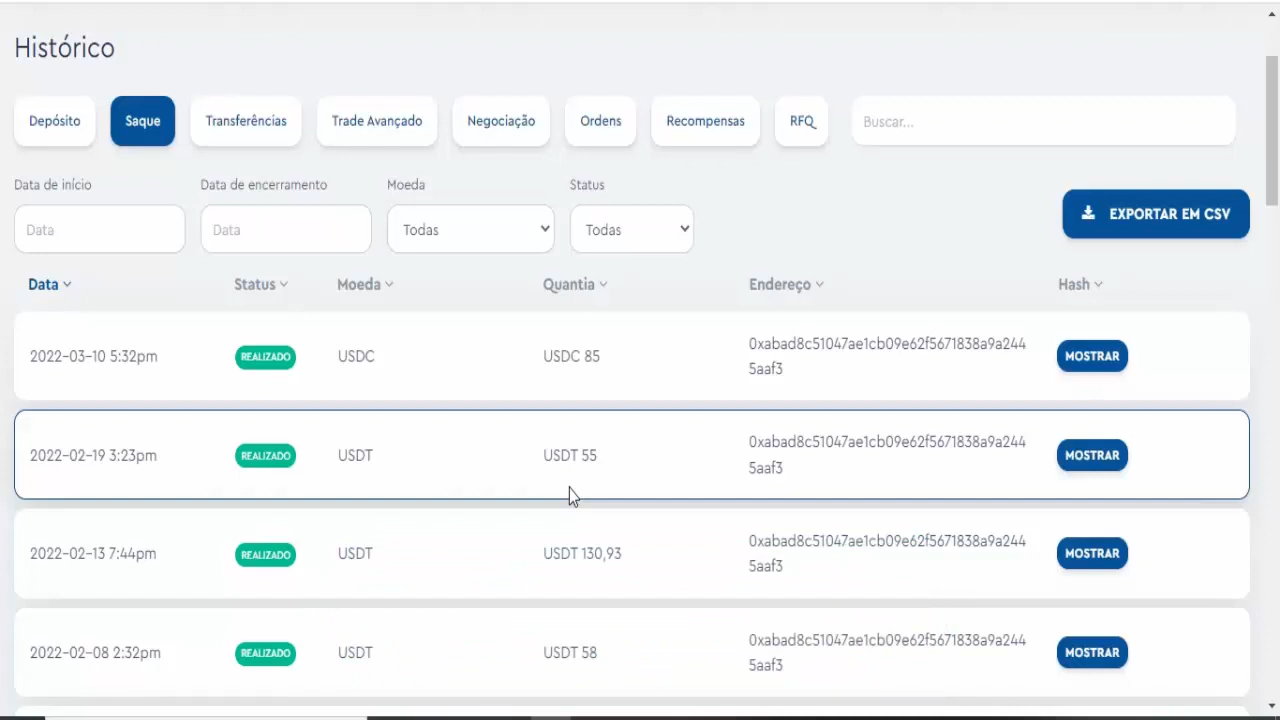 Histórico
Depósito Saque Transferências Trade Avançado Negociação Ordens Recompensas RFQ Buscar...
Data de início Data de encerramento Moeda Status
Data Data Todas Todas EXPORTAR EM CSV
Data Status Moeda Quantia Endereço Hash
2022-03-10 5:32pm REALIZADO USDC USDC 85 0xabad8c51047ae1cb09e62f5671838a9a244 MOSTRAR
5aaf3
2022-02-19 3:23pm REALIZADO USDT USDT 55 0xabad8c51047ae1cb09e62f5671838a9a244 MOSTRAR
5aaf3
2022-02-13 7:44pm REALIZADO USDT USDT 130,93 0xabad8c51047ae1cb09e62f5671838a9a244 MOSTRAR
5aaf3
2022-02-08 2:32pm REALIZADO USDT USDT 58 0xabad8c51047ae1cb09e62f5671838a9a244 MOSTRAR
5aaf3